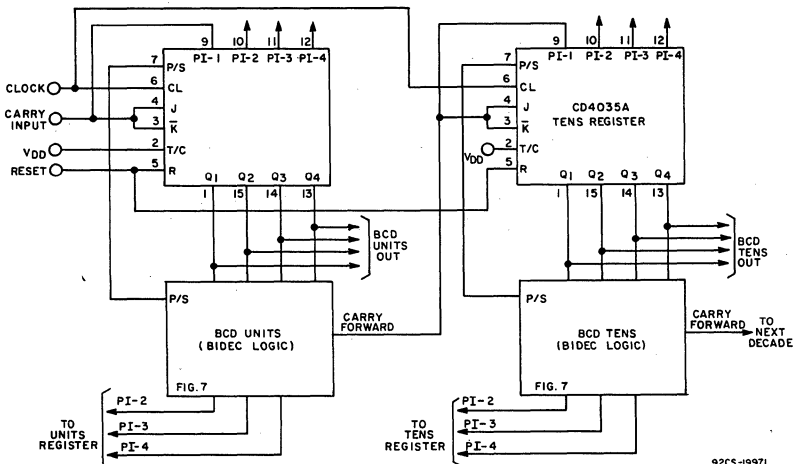 9 10 11 12
PI-1 PI-2 PI-3 PI-4
7 P/S
6 CL
4 J
3 K̅
2 T/C
5 R
CLOCK
CARRY INPUT
VDD
RESET
Q1 Q2 Q3 Q4
1 15 14 13
BCD
UNITS
OUT
P/S
BCD UNITS
(BIDEC LOGIC)
FIG. 7
CARRY
FORWARD
PI-2
PI-3
PI-4
TO
UNITS
REGISTER
9 10 11 12
PI-1 PI-2 PI-3 PI-4
7 P/S
6 CL
4 J
3 K̅
2 T/C
5 R
VDD
CD4035A
TENS REGISTER
Q1 Q2 Q3 Q4
1 15 14 13
BCD
TENS
OUT
P/S
BCD TENS
(BIDEC LOGIC)
FIG. 7
CARRY
FORWARD
TO
NEXT
DECADE
PI-2
PI-3
PI-4
TO
TENS
REGISTER
92CS-19971